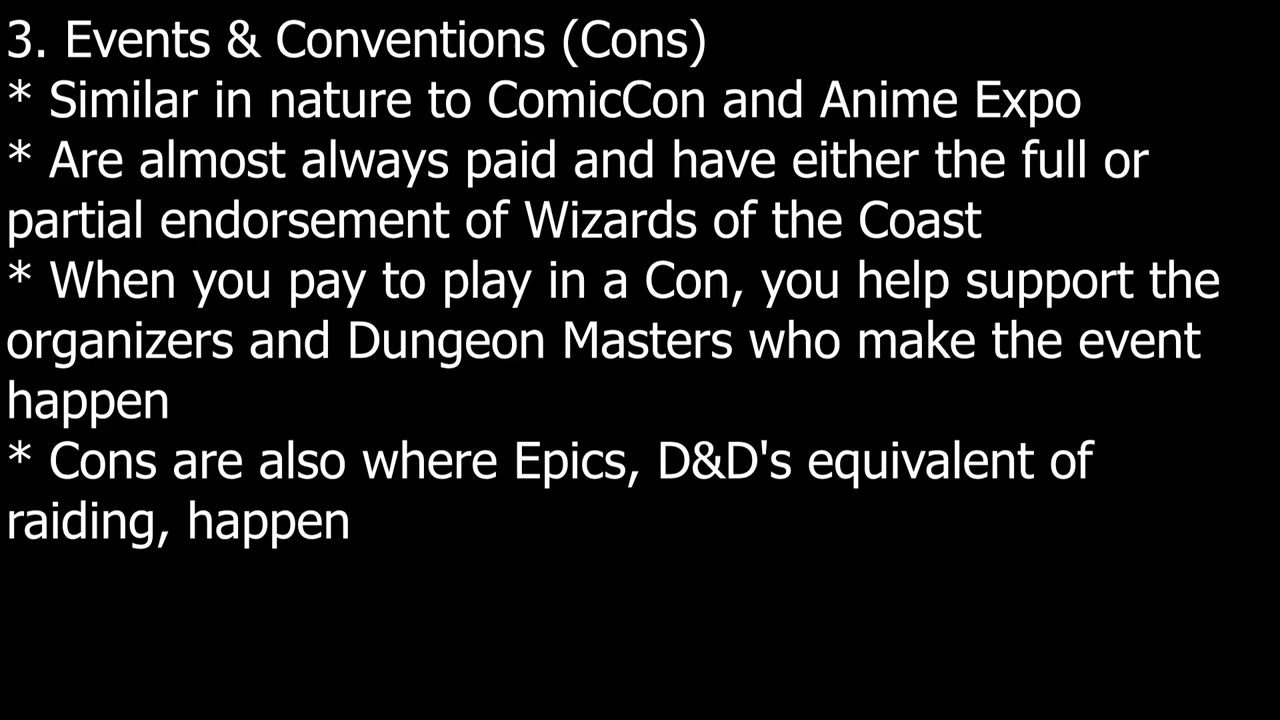 3. Events & Conventions (Cons)
* Similar in nature to ComicCon and Anime Expo
* Are almost always paid and have either the full or
partial endorsement of Wizards of the Coast
* When you pay to play in a Con, you help support the
organizers and Dungeon Masters who make the event
happen
* Cons are also where Epics, D&D's equivalent of
raiding, happen